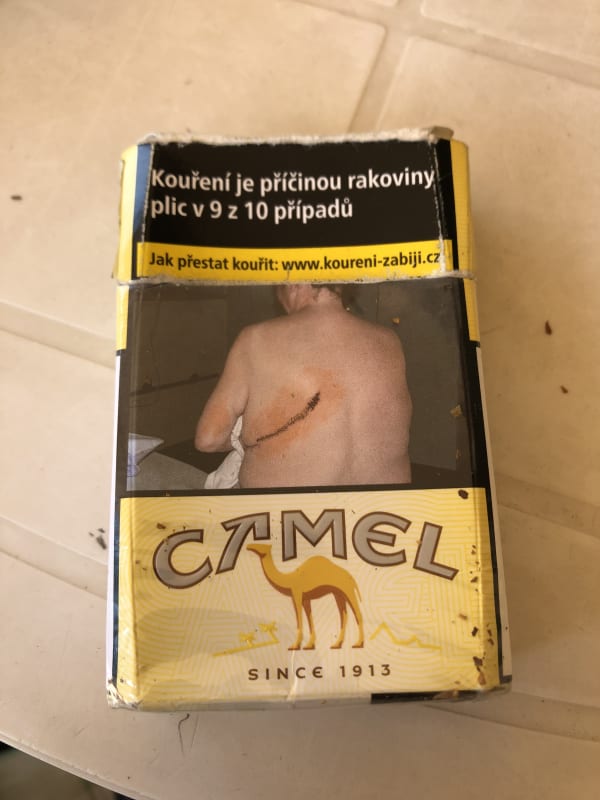 Kouření je příčinou rakoviny
plic v 9 z 10 případů
Jak přestat kouřit: www.koureni-zabiji.cz
CAMEL
SINCE 1913